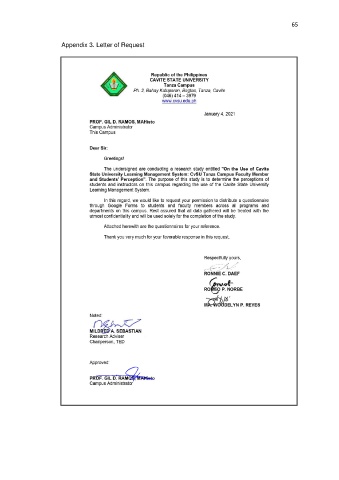 65
Appendix 3. Letter of Request
Republic of the Philippines
CAVITE STATE UNIVERSITY
Tanza Campus
Ph. 2, Bahay Katuparan, Bagtas, Tanza, Cavite
(046) 414 – 3979
www.cvsu.edu.ph
January 4, 2021
PROF. GIL D. RAMOS, MAHisto
Campus Administrator
This Campus
Dear Sir:
Greetings!
The undersigned are conducting a research study entitled "On the Use of Cavite
State University Learning Management System: CvSU Tanza Campus Faculty Member
and Students' Perception". The purpose of this study is to determine the perceptions of
students and instructors on this campus regarding the use of the Cavite State University
Learning Management System.
In this regard, we would like to request your permission to distribute a questionnaire
through Google Forms to students and faculty members across all programs and
departments on this campus. Rest assured that all data gathered will be treated with the
utmost confidentiality and will be used solely for the completion of the study.
Attached herewith are the questionnaires for your reference.
Thank you very much for your favorable response in this request.
Respectfully yours,
RONNIE C. DAEF
ROMEO P. NORBE
MA. WOODELYN P. REYES
Noted:
MILDRED A. SEBASTIAN
Research Adviser
Chairperson, TED
Approved:
PROF. GIL D. RAMOS, MAHisto
Campus Administrator